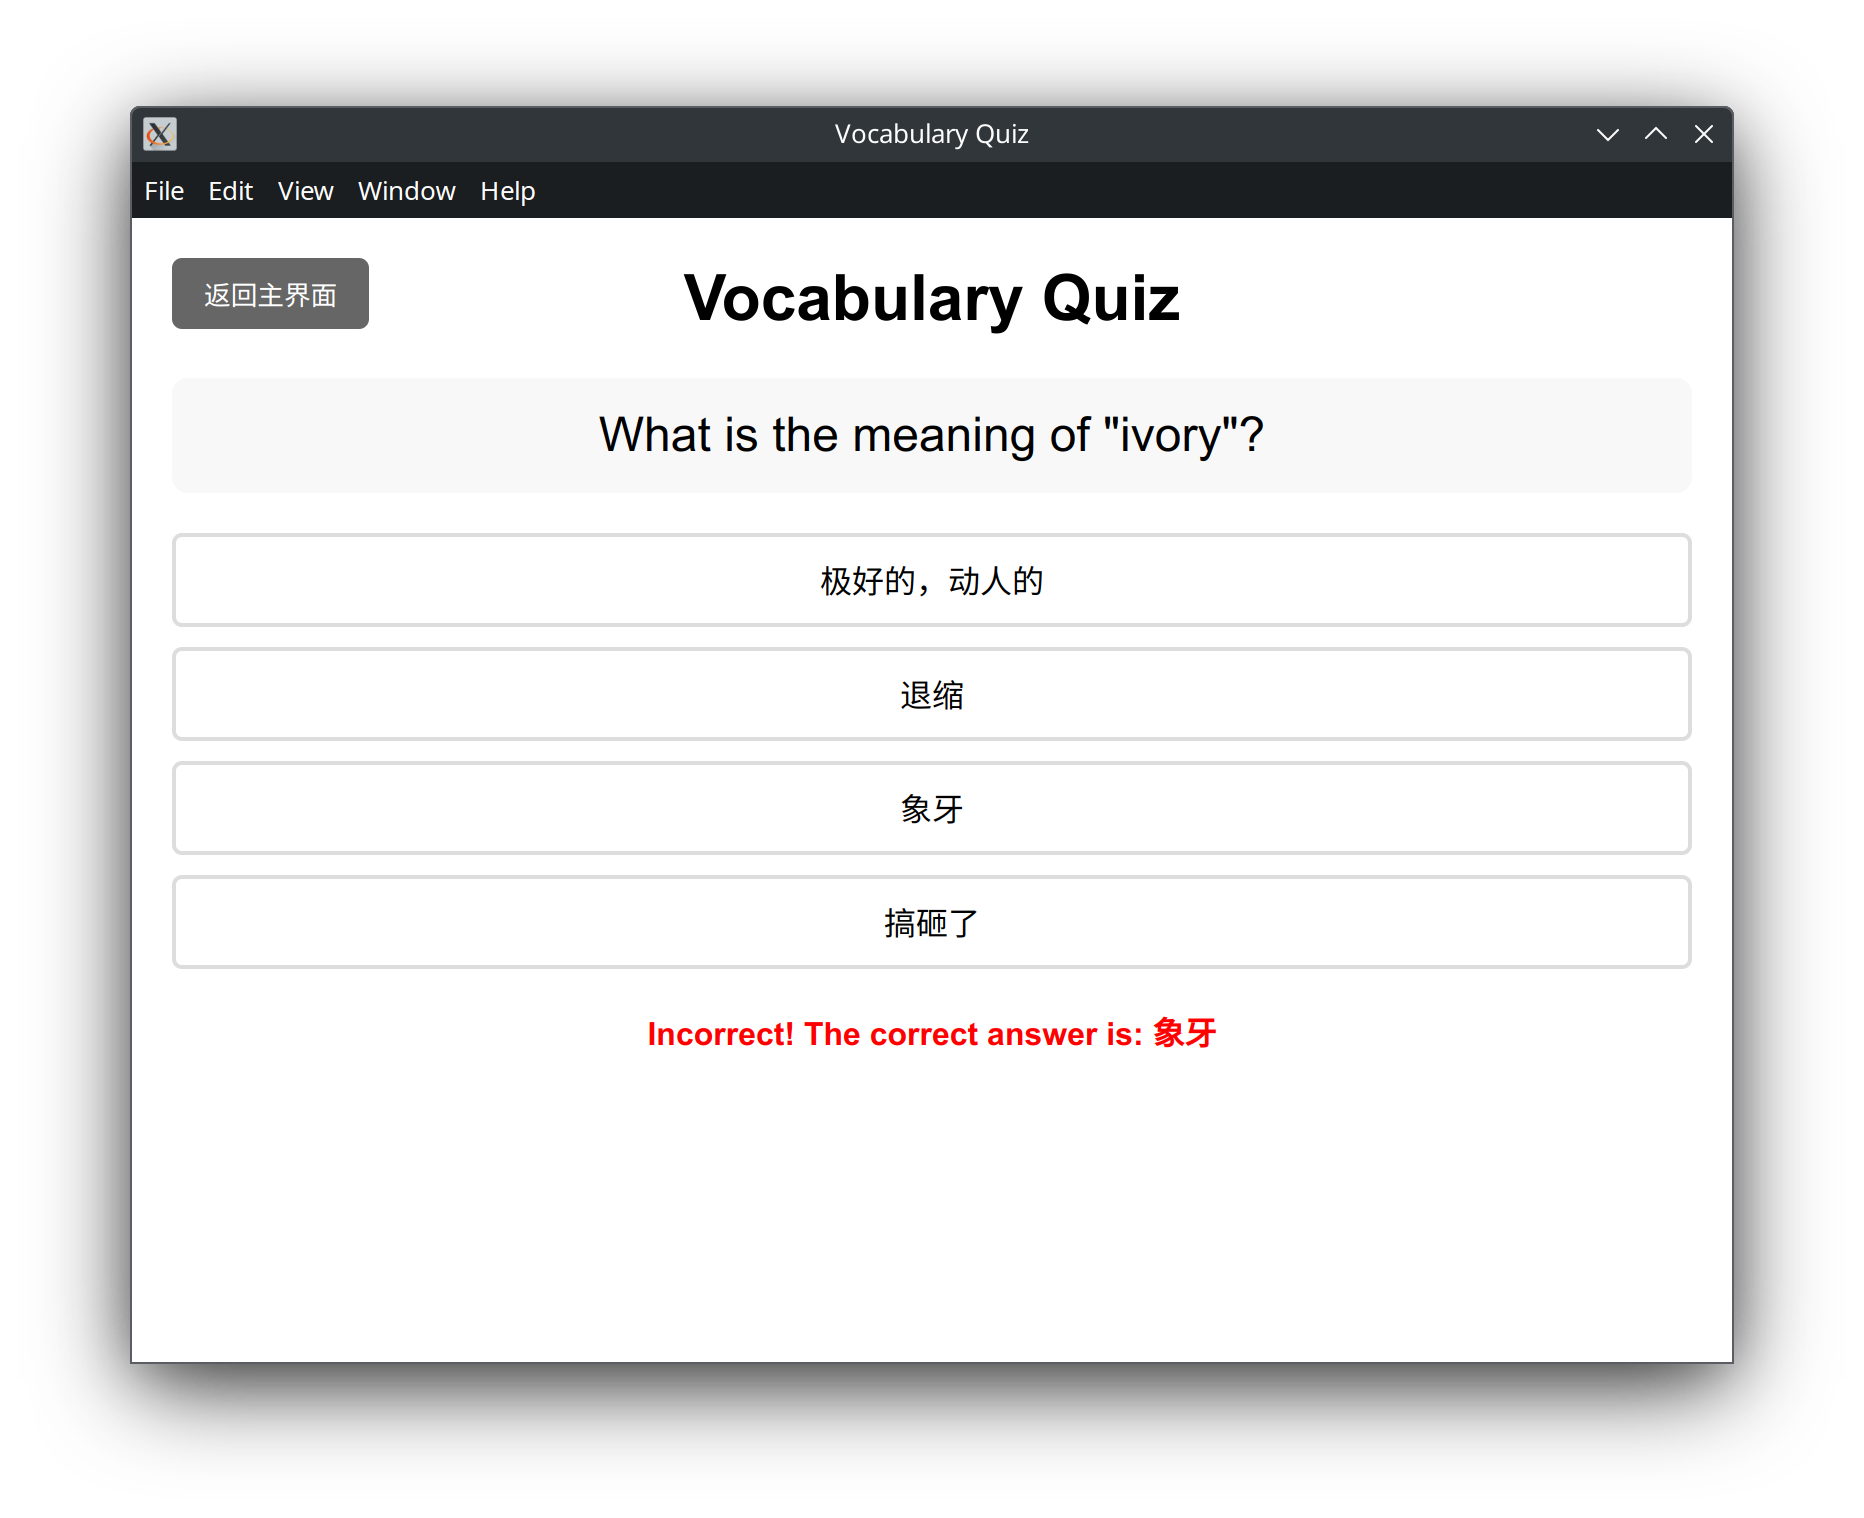 Vocabulary Quiz
File Edit View Window Help
返回主界面
Vocabulary Quiz
What is the meaning of "ivory"?
极好的，动人的
退缩
象牙
搞砸了
Incorrect! The correct answer is: 象牙